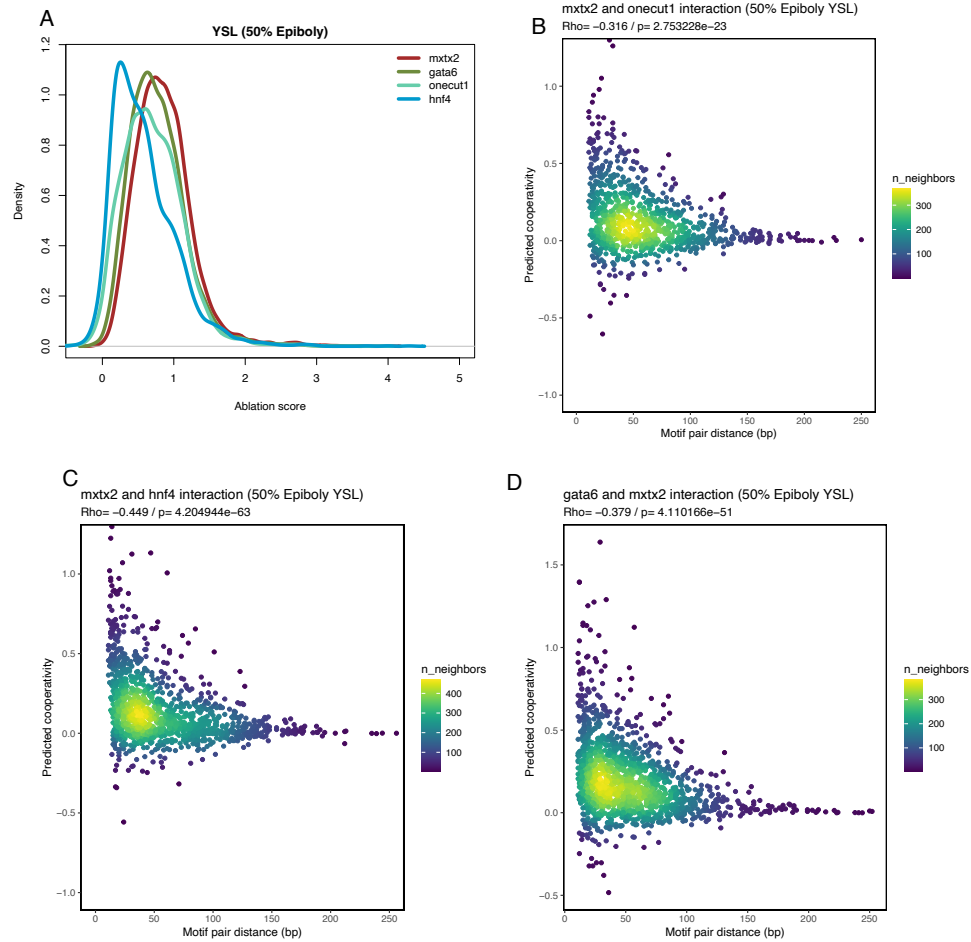 A
YSL (50% Epiboly)
mxtx2
gata6
onecut1
hnf4
Density
0.0
0.2
0.4
0.6
0.8
1.0
1.2
0
1
2
3
4
5
Ablation score
B
mxtx2 and onecut1 interaction (50% Epiboly YSL)
Rho= −0.316 / p= 2.753228e−23
Predicted cooperativity
1.0
0.5
0.0
−0.5
−1.0
0
50
100
150
200
250
Motif pair distance (bp)
n_neighbors
300
200
100
C
mxtx2 and hnf4 interaction (50% Epiboly YSL)
Rho= −0.449 / p= 4.204944e−63
Predicted cooperativity
1.0
0.5
0.0
−0.5
−1.0
0
50
100
150
200
250
Motif pair distance (bp)
n_neighbors
400
300
200
100
D
gata6 and mxtx2 interaction (50% Epiboly YSL)
Rho= −0.379 / p= 4.110166e−51
Predicted cooperativity
1.5
1.0
0.5
0.0
−0.5
0
50
100
150
200
250
Motif pair distance (bp)
n_neighbors
300
200
100